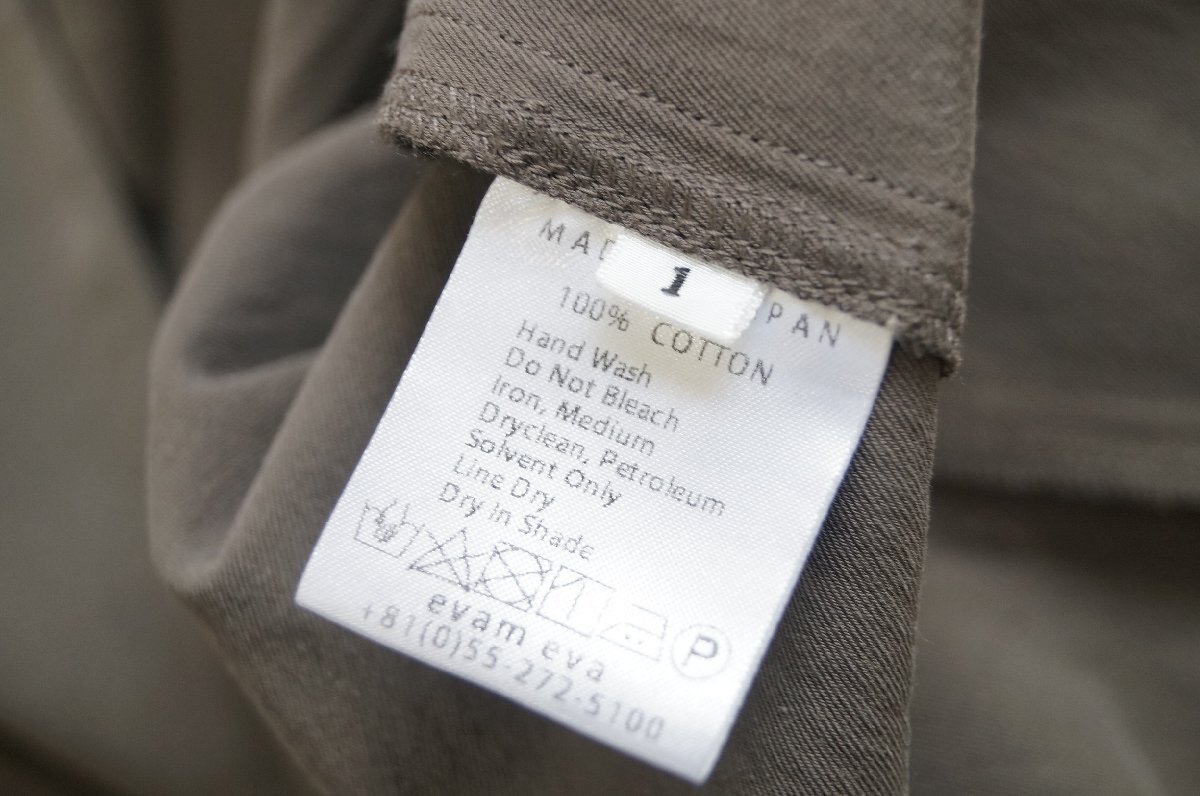 MAD PAN
1
100% COTTON
Hand Wash
Do Not Bleach
Iron, Medium
Dryclean, Petroleum
Solvent Only
Line Dry
Dry In Shade
P
evam eva
+81(0)55-272-5100